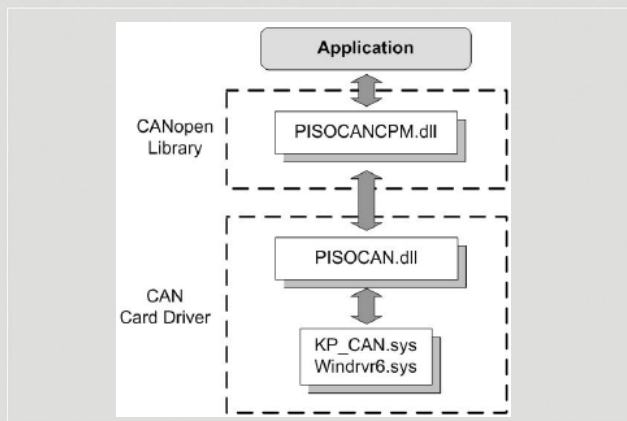 Application
CANopen
Library
PISOCANCPM.dll
PISOCAN.dll
CAN
Card Driver
KP_CAN.sys
Windrvr6.sys